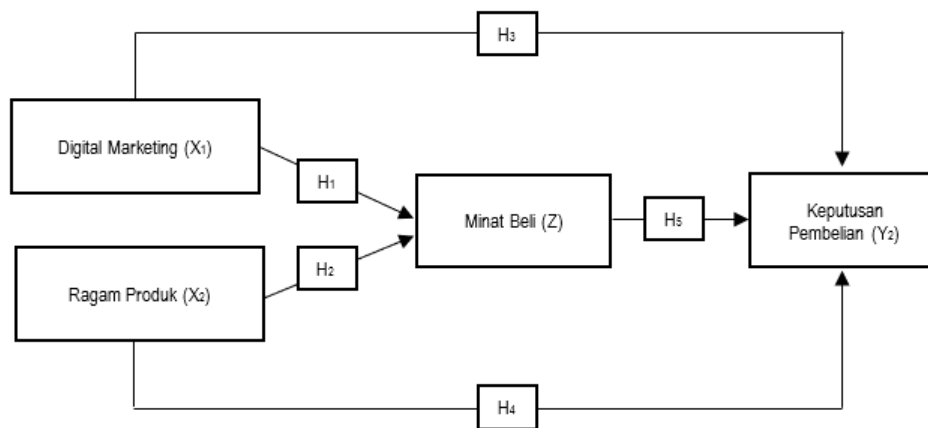 H₃
Digital Marketing (X₁)
H₁
Minat Beli (Z)
H₅
Keputusan
Pembelian (Y₂)
H₂
Ragam Produk (X₂)
H₄